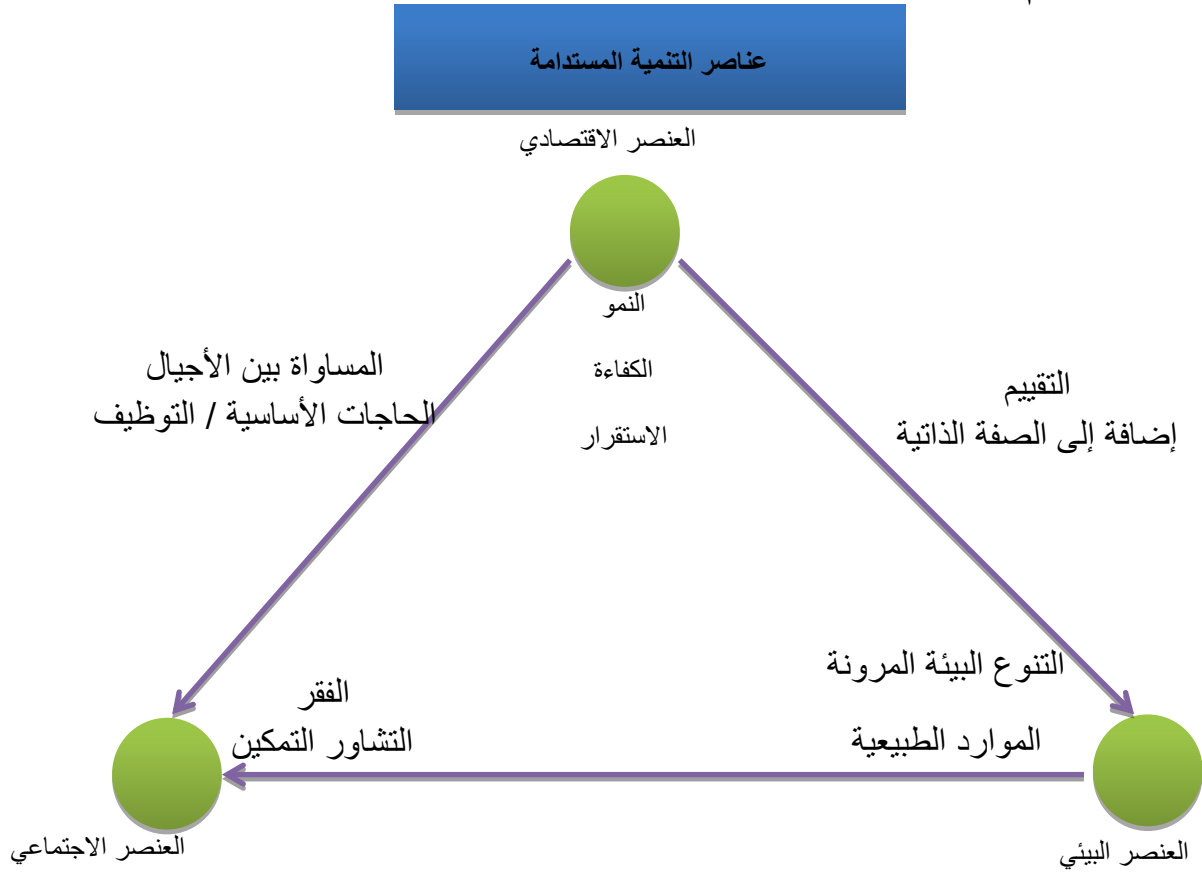 عناصر التنمية المستدامة
العنصر الاقتصادي
النمو
الكفاءة
الاستقرار
المساواة بين الأجيال
الحاجات الأساسية / التوظيف
التقييم
إضافة إلى الصفة الذاتية
التنوع البيئة المرونة
الموارد الطبيعية
الفقر
التشاور التمكين
العنصر البيئي
العنصر الاجتماعي